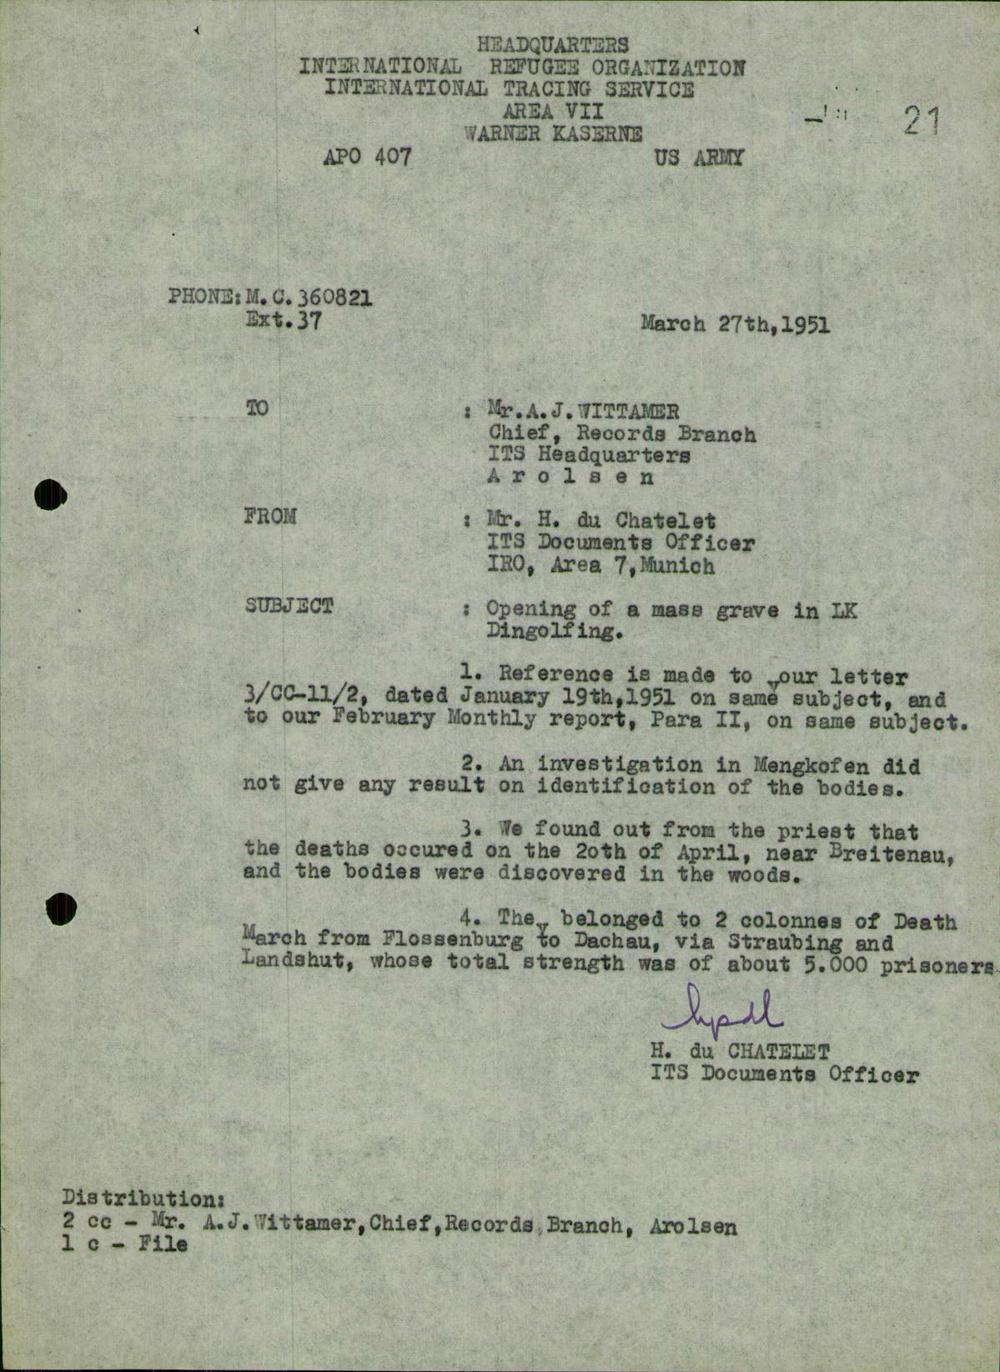 HEADQUARTERS
INTERNATIONAL REFUGEE ORGANIZATION
INTERNATIONAL TRACING SERVICE
AREA VII
WARNER KASERNE
APO 407 US ARMY
21
PHONE: M.C.360821
Ext.37
March 27th,1951
TO : Mr.A.J.WITTAMER
Chief, Records Branch
ITS Headquarters
A r o l s e n
FROM : Mr. H. du Chatelet
ITS Documents Officer
IRO, Area 7,Munich
SUBJECT : Opening of a mass grave in LK
Dingolfing.
1. Reference is made to your letter
3/CC-11/2, dated January 19th,1951 on same subject, and
to our February Monthly report, Para II, on same subject.
2. An investigation in Mengkofen did
not give any result on identification of the bodies.
3. We found out from the priest that
the deaths occured on the 20th of April, near Breitenau,
and the bodies were discovered in the woods.
4. They belonged to 2 colonnes of Death
March from Flossenburg to Dachau, via Straubing and
Landshut, whose total strength was of about 5.000 prisoners
H. du CHATELET
ITS Documents Officer
Distribution:
2 cc - Mr. A.J.Wittamer,Chief,Records Branch, Arolsen
1 c - File